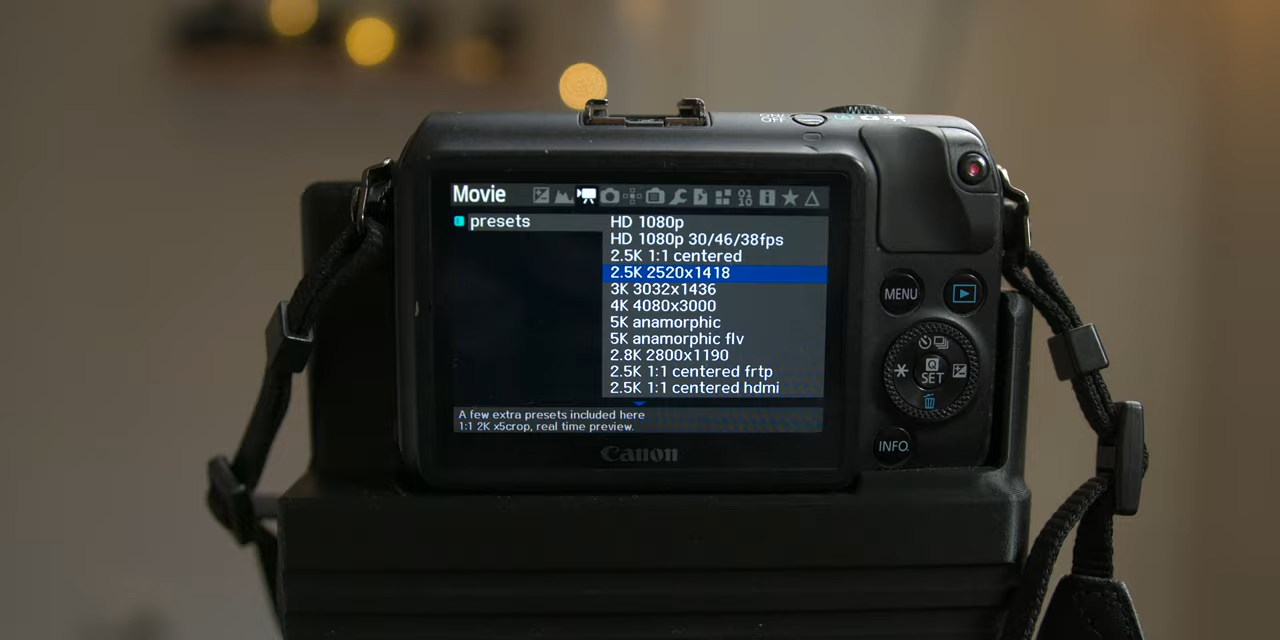 OFF
Movie
presets
HD 1080p
HD 1080p 30/46/38fps
2.5K 1:1 centered
2.5K 2520x1418
3K 3032x1436
4K 4080x3000
5K anamorphic
5K anamorphic flv
2.8K 2800x1190
2.5K 1:1 centered frtp
2.5K 1:1 centered hdmi
A few extra presets included here
1:1 2K x5crop, real time preview.
Canon
MENU
Q
SET
INFO.